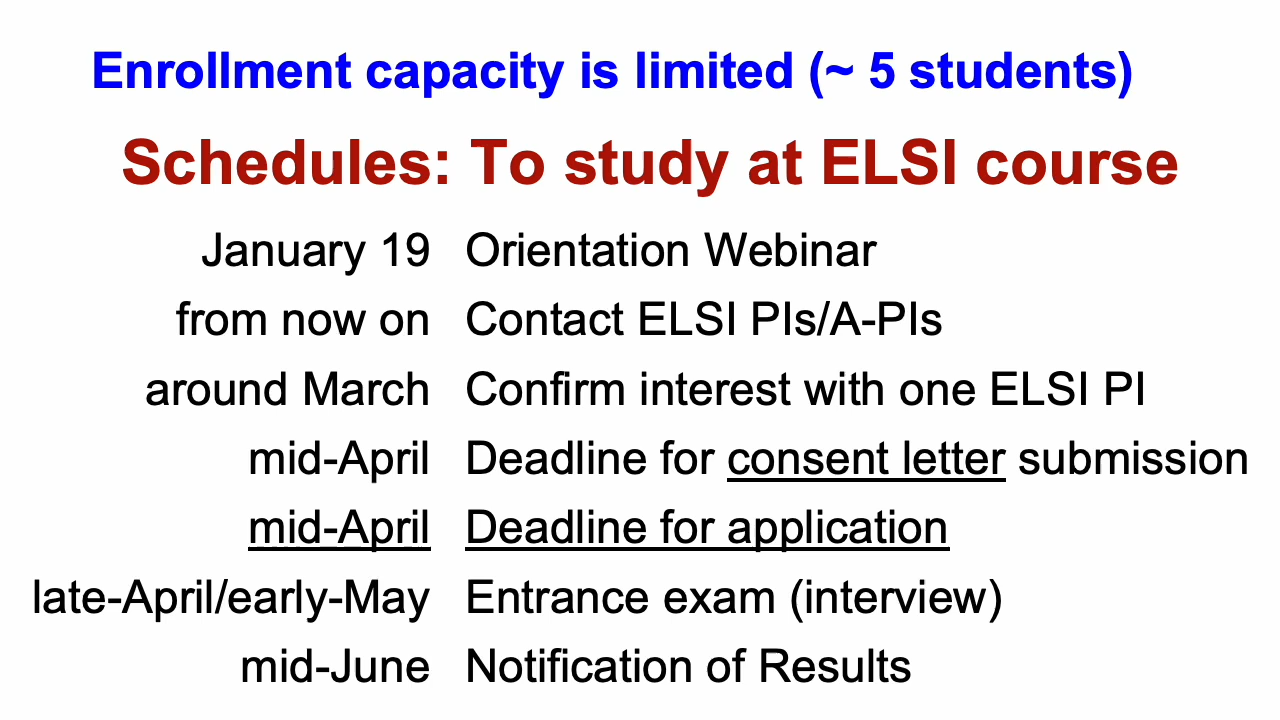 Enrollment capacity is limited (~ 5 students)
Schedules: To study at ELSI course
January 19 Orientation Webinar
from now on Contact ELSI PIs/A-PIs
around March Confirm interest with one ELSI PI
mid-April Deadline for consent letter submission
mid-April Deadline for application
late-April/early-May Entrance exam (interview)
mid-June Notification of Results